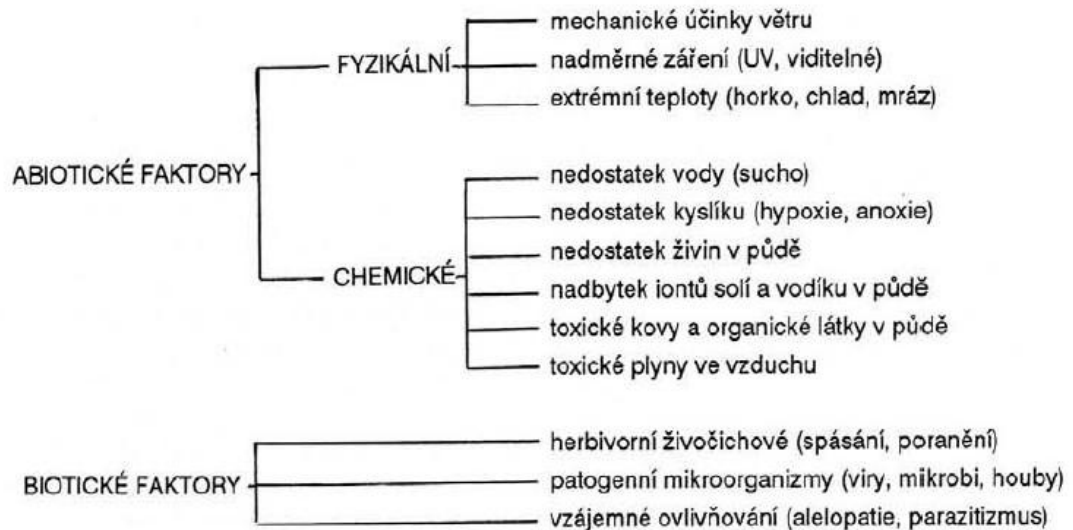 mechanické účinky větru
FYZIKÁLNÍ
nadměrné záření (UV, viditelné)
extrémní teploty (horko, chlad, mráz)
ABIOTICKÉ FAKTORY
nedostatek vody (sucho)
nedostatek kyslíku (hypoxie, anoxie)
nedostatek živin v půdě
CHEMICKÉ
nadbytek iontů solí a vodíku v půdě
toxické kovy a organické látky v půdě
toxické plyny ve vzduchu
herbivorní živočichové (spásání, poranění)
BIOTICKÉ FAKTORY
patogenní mikroorganizmy (viry, mikrobi, houby)
vzájemné ovlivňování (alelopatie, parazitizmus)